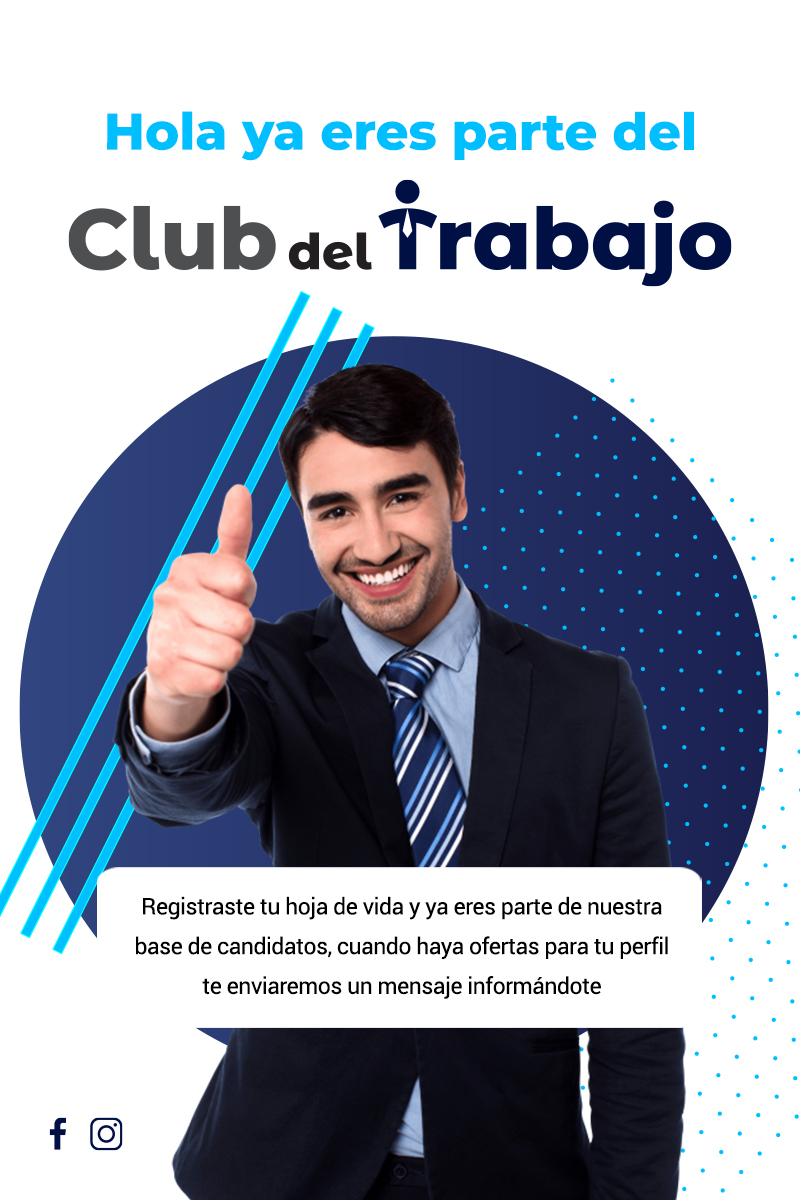 Hola ya eres parte del
Club del Trabajo
Registraste tu hoja de vida y ya eres parte de nuestra
base de candidatos, cuando haya ofertas para tu perfil
te enviaremos un mensaje informándote